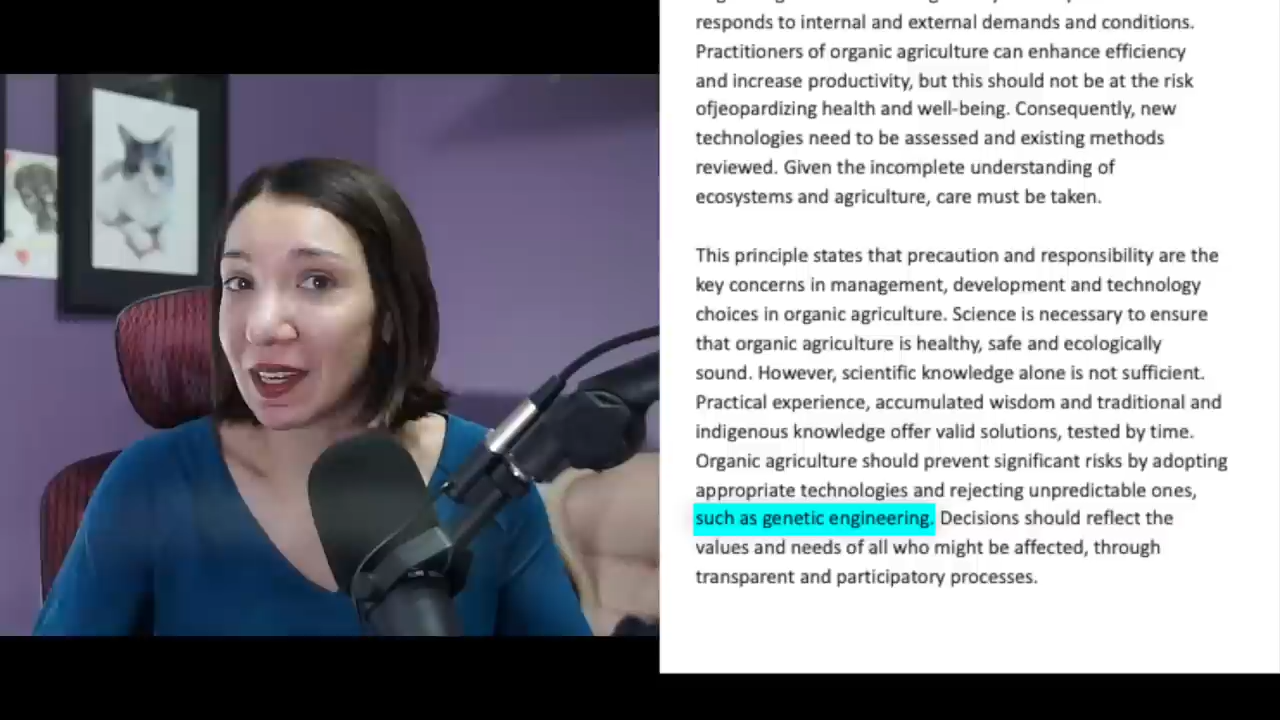 responds to internal and external demands and conditions.
Practitioners of organic agriculture can enhance efficiency
and increase productivity, but this should not be at the risk
ofjeopardizing health and well-being. Consequently, new
technologies need to be assessed and existing methods
reviewed. Given the incomplete understanding of
ecosystems and agriculture, care must be taken.
This principle states that precaution and responsibility are the
key concerns in management, development and technology
choices in organic agriculture. Science is necessary to ensure
that organic agriculture is healthy, safe and ecologically
sound. However, scientific knowledge alone is not sufficient.
Practical experience, accumulated wisdom and traditional and
indigenous knowledge offer valid solutions, tested by time.
Organic agriculture should prevent significant risks by adopting
appropriate technologies and rejecting unpredictable ones,
such as genetic engineering. Decisions should reflect the
values and needs of all who might be affected, through
transparent and participatory processes.